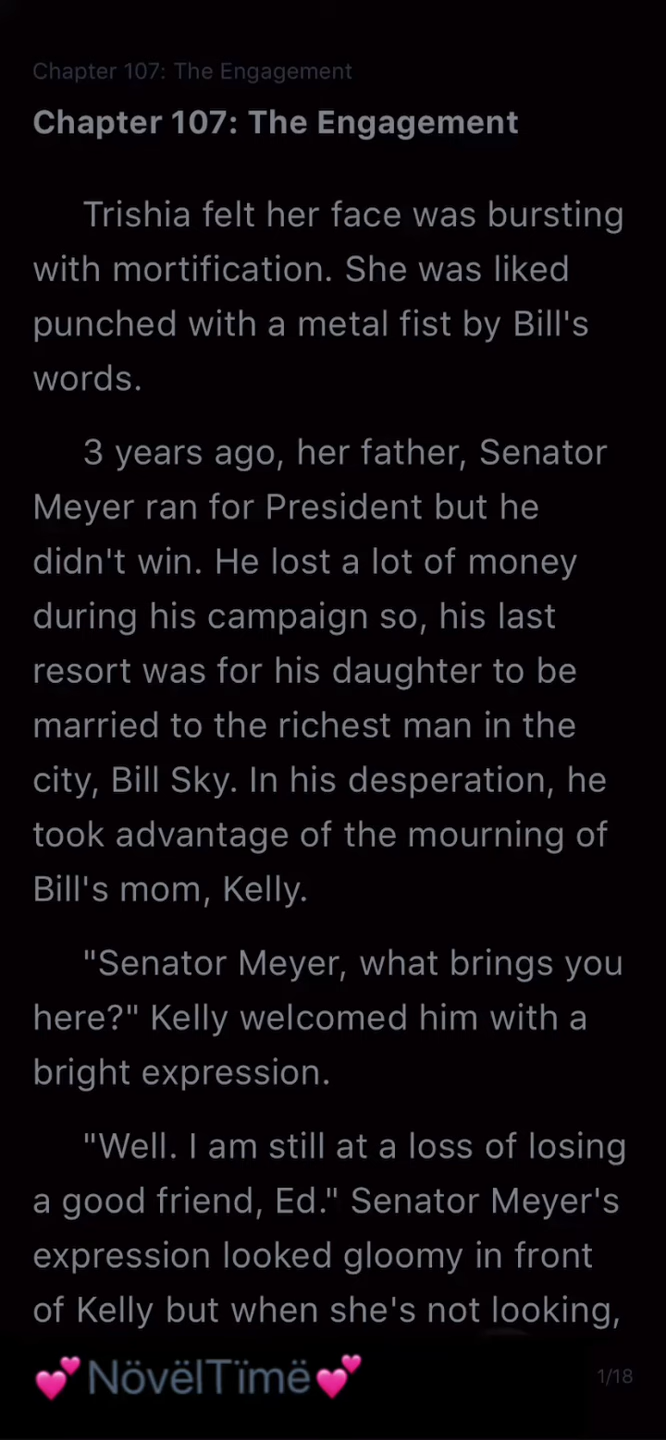 Chapter 107: The Engagement
Chapter 107: The Engagement
Trishia felt her face was bursting
with mortification. She was liked
punched with a metal fist by Bill's
words.
3 years ago, her father, Senator
Meyer ran for President but he
didn't win. He lost a lot of money
during his campaign so, his last
resort was for his daughter to be
married to the richest man in the
city, Bill Sky. In his desperation, he
took advantage of the mourning of
Bill's mom, Kelly.
"Senator Meyer, what brings you
here?" Kelly welcomed him with a
bright expression.
"Well. I am still at a loss of losing
a good friend, Ed." Senator Meyer's
expression looked gloomy in front
of Kelly but when she's not looking,
💕NövëlTïmë💕
1/18